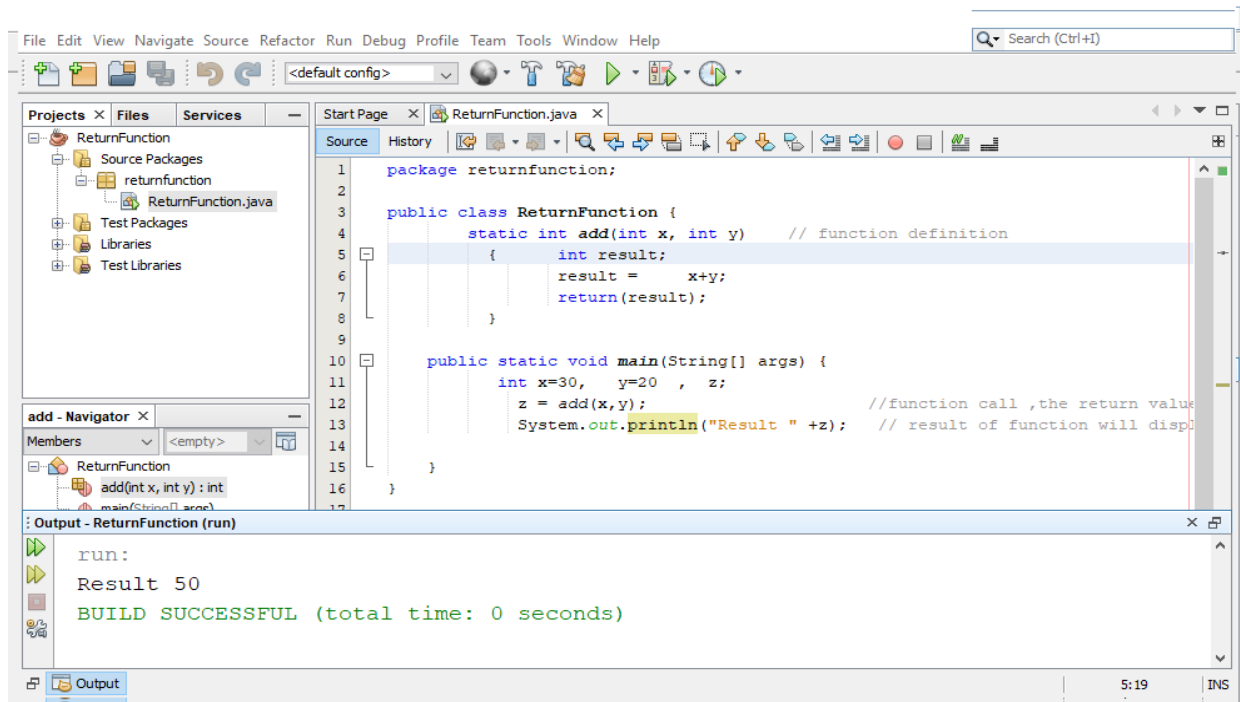 File Edit View Navigate Source Refactor Run Debug Profile Team Tools Window Help
Search (Ctrl+I)
<default config>
Projects Files Services
Start Page ReturnFunction.java
ReturnFunction
Source Packages
returnfunction
ReturnFunction.java
Test Packages
Libraries
Test Libraries
Source History
1 package returnfunction;
2
3 public class ReturnFunction {
4 static int add(int x, int y) // function definition
5 { int result;
6 result = x+y;
7 return(result);
8 }
9
10 public static void main(String[] args) {
11 int x=30, y=20 , z;
12 z = add(x,y); //function call ,the return value
13 System.out.println("Result " +z); // result of function will displ
14
15 }
16 }
17
add - Navigator
Members <empty>
ReturnFunction
add(int x, int y) : int
main(String[] args)
Output - ReturnFunction (run)
run:
Result 50
BUILD SUCCESSFUL (total time: 0 seconds)
Output
5:19 INS